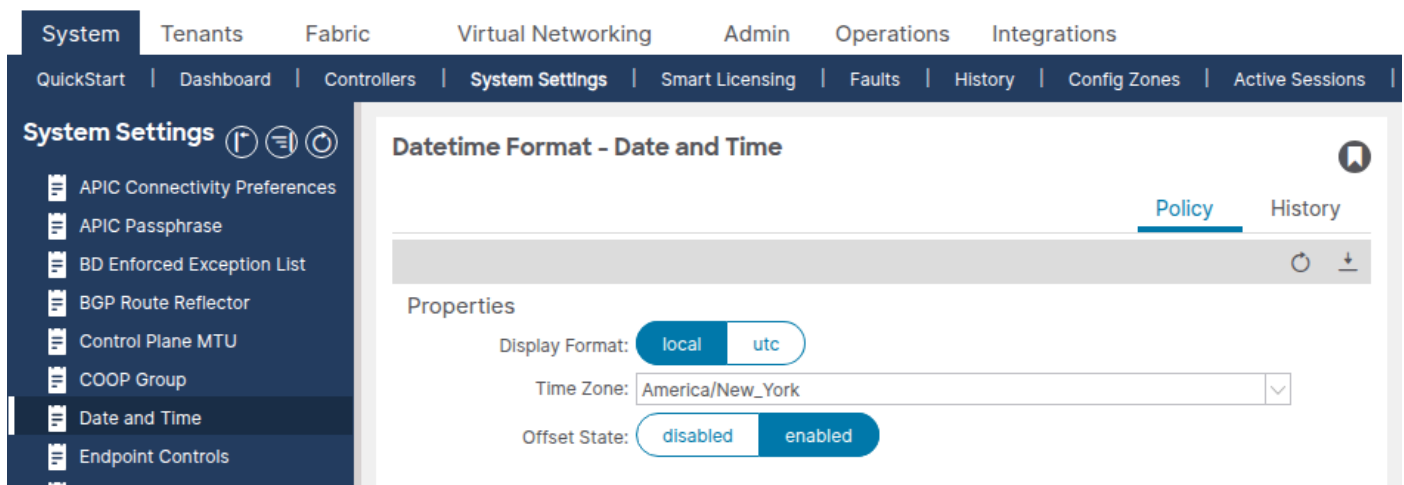 System Tenants Fabric Virtual Networking Admin Operations Integrations
QuickStart | Dashboard | Controllers | System Settings | Smart Licensing | Faults | History | Config Zones | Active Sessions |
System Settings
APIC Connectivity Preferences
APIC Passphrase
BD Enforced Exception List
BGP Route Reflector
Control Plane MTU
COOP Group
Date and Time
Endpoint Controls
Datetime Format - Date and Time
Policy History
Properties
Display Format: local utc
Time Zone: America/New_York
Offset State: disabled enabled